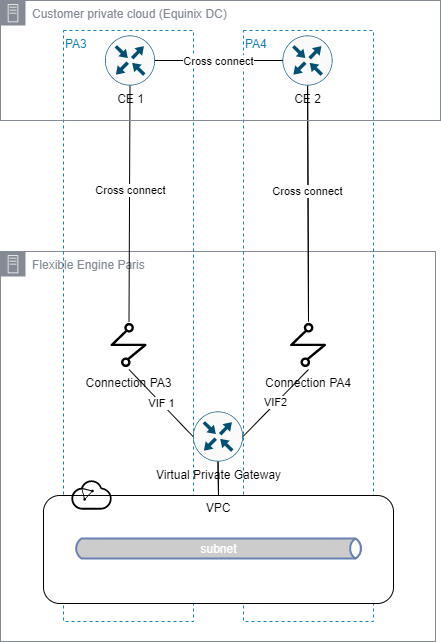 Customer private cloud (Equinix DC)
PA3
PA4
Cross connect
CE 1
CE 2
Cross connect
Cross connect
Flexible Engine Paris
Connection PA3
Connection PA4
VIF 1
VIF2
Virtual Private Gateway
VPC
subnet